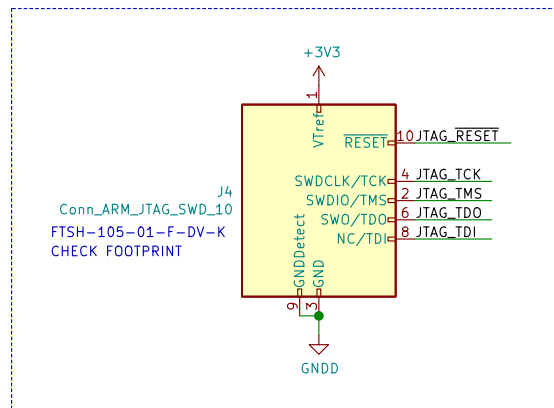 +3V3
1
VTref
RESET
10
JTAG_RESET
SWDCLK/TCK
4
JTAG_TCK
SWDIO/TMS
2
JTAG_TMS
SWO/TDO
6
JTAG_TDO
NC/TDI
8
JTAG_TDI
J4
Conn_ARM_JTAG_SWD_10
FTSH-105-01-F-DV-K
CHECK FOOTPRINT
GNDDetect
GND
9
3
GNDD